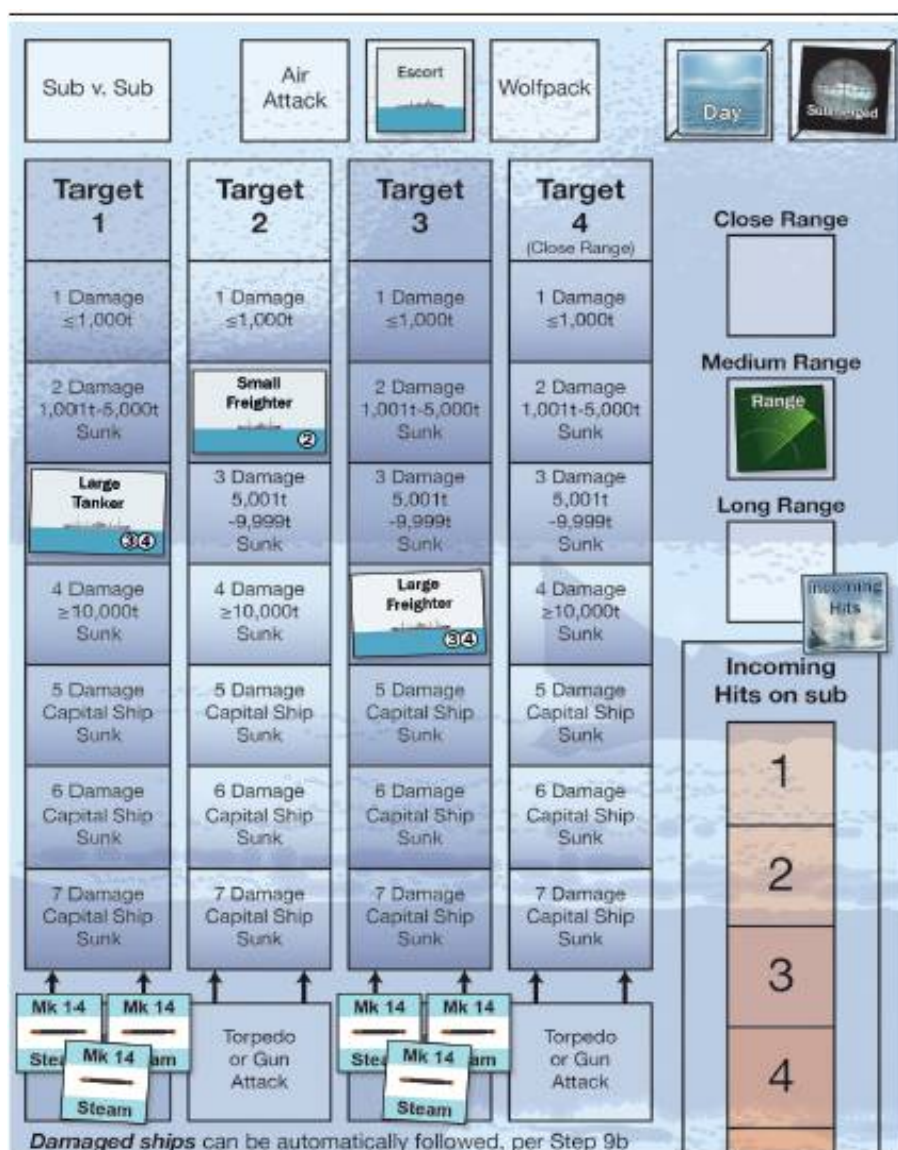 Sub v. Sub
Air
Attack
Escort
Wolfpack
Day
Submerged
Target
1
1 Damage
≤1,000t
2 Damage
1,001t-5,000t
Sunk
Large
Tanker
③④
4 Damage
≥10,000t
Sunk
5 Damage
Capital Ship
Sunk
6 Damage
Capital Ship
Sunk
7 Damage
Capital Ship
Sunk
Mk 14
Mk 14
Steam
Mk 14
Steam
Target
2
1 Damage
≤1,000t
Small
Freighter
②
3 Damage
5,001t
-9,999t
Sunk
4 Damage
≥10,000t
Sunk
5 Damage
Capital Ship
Sunk
6 Damage
Capital Ship
Sunk
7 Damage
Capital Ship
Sunk
Torpedo
or Gun
Attack
Target
3
1 Damage
≤1,000t
2 Damage
1,001t-5,000t
Sunk
3 Damage
5,001t
-9,999t
Sunk
Large
Freighter
③④
5 Damage
Capital Ship
Sunk
6 Damage
Capital Ship
Sunk
7 Damage
Capital Ship
Sunk
Mk 14
Mk 14
Steam
Mk 14
Steam
Target
4
(Close Range)
1 Damage
≤1,000t
2 Damage
1,001t-5,000t
Sunk
3 Damage
5,001t
-9,999t
Sunk
4 Damage
≥10,000t
Sunk
5 Damage
Capital Ship
Sunk
6 Damage
Capital Ship
Sunk
7 Damage
Capital Ship
Sunk
Torpedo
or Gun
Attack
Close Range
Medium Range
Range
Long Range
Incoming
Hits
Incoming
Hits on sub
1
2
3
4
Damaged ships can be automatically followed, per Step 9b